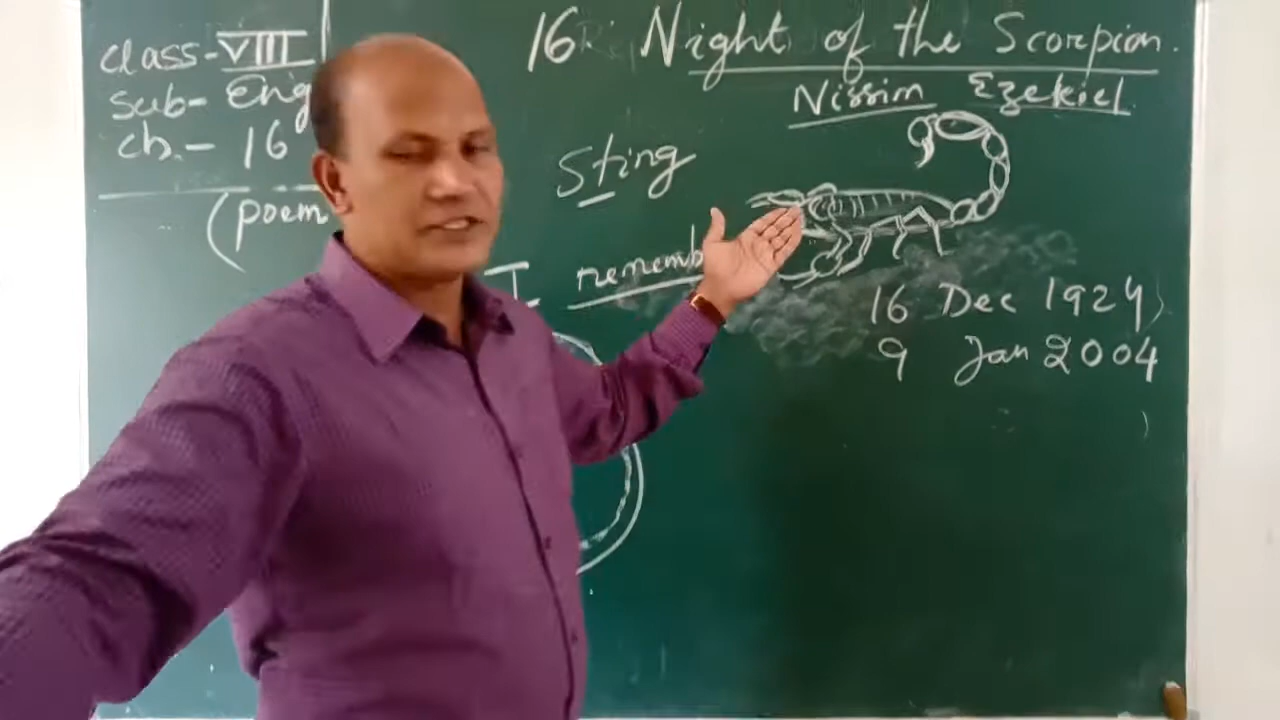 class - VIII
sub - Eng
ch. - 16
(poem
16. Night of the Scorpion.
Nissim Ezekiel
Sting
I rememb
16 Dec 1924
9 Jan 2004